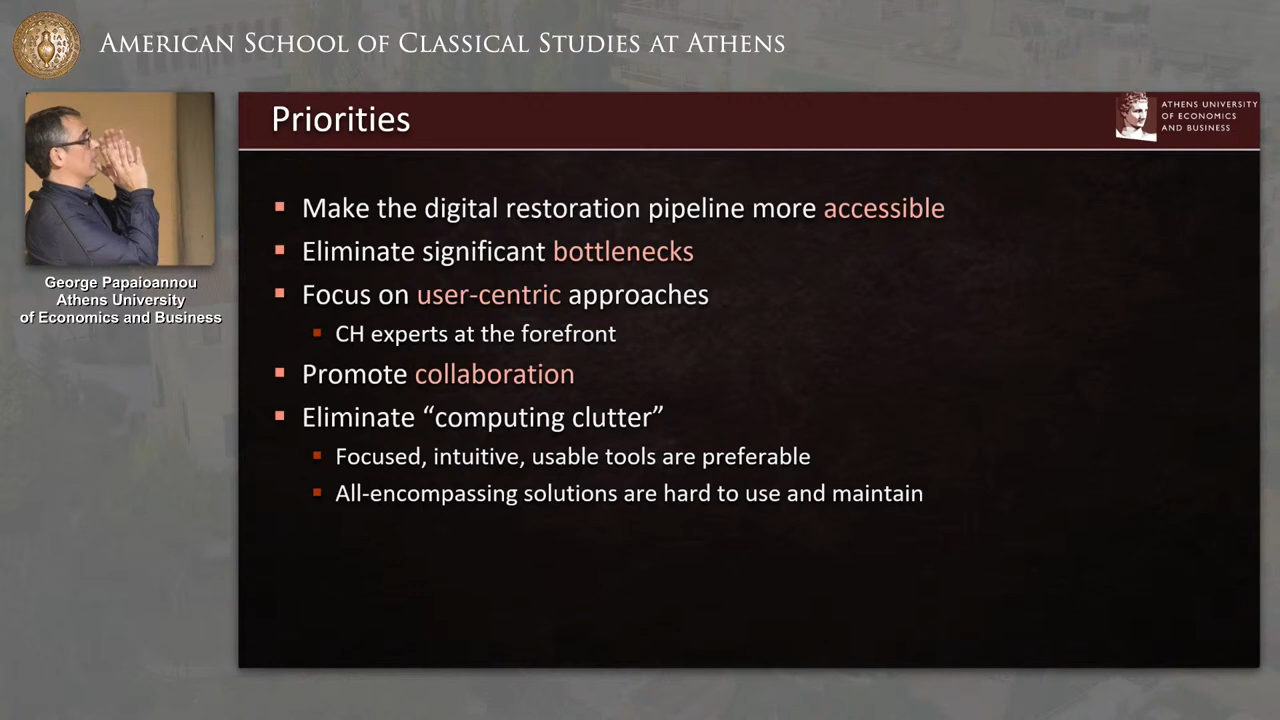 American School of Classical Studies at Athens
Priorities
ATHENS UNIVERSITY
OF ECONOMICS
AND BUSINESS
Make the digital restoration pipeline more accessible
Eliminate significant bottlenecks
Focus on user-centric approaches
CH experts at the forefront
Promote collaboration
Eliminate “computing clutter”
Focused, intuitive, usable tools are preferable
All-encompassing solutions are hard to use and maintain
George Papaioannou
Athens University
of Economics and Business